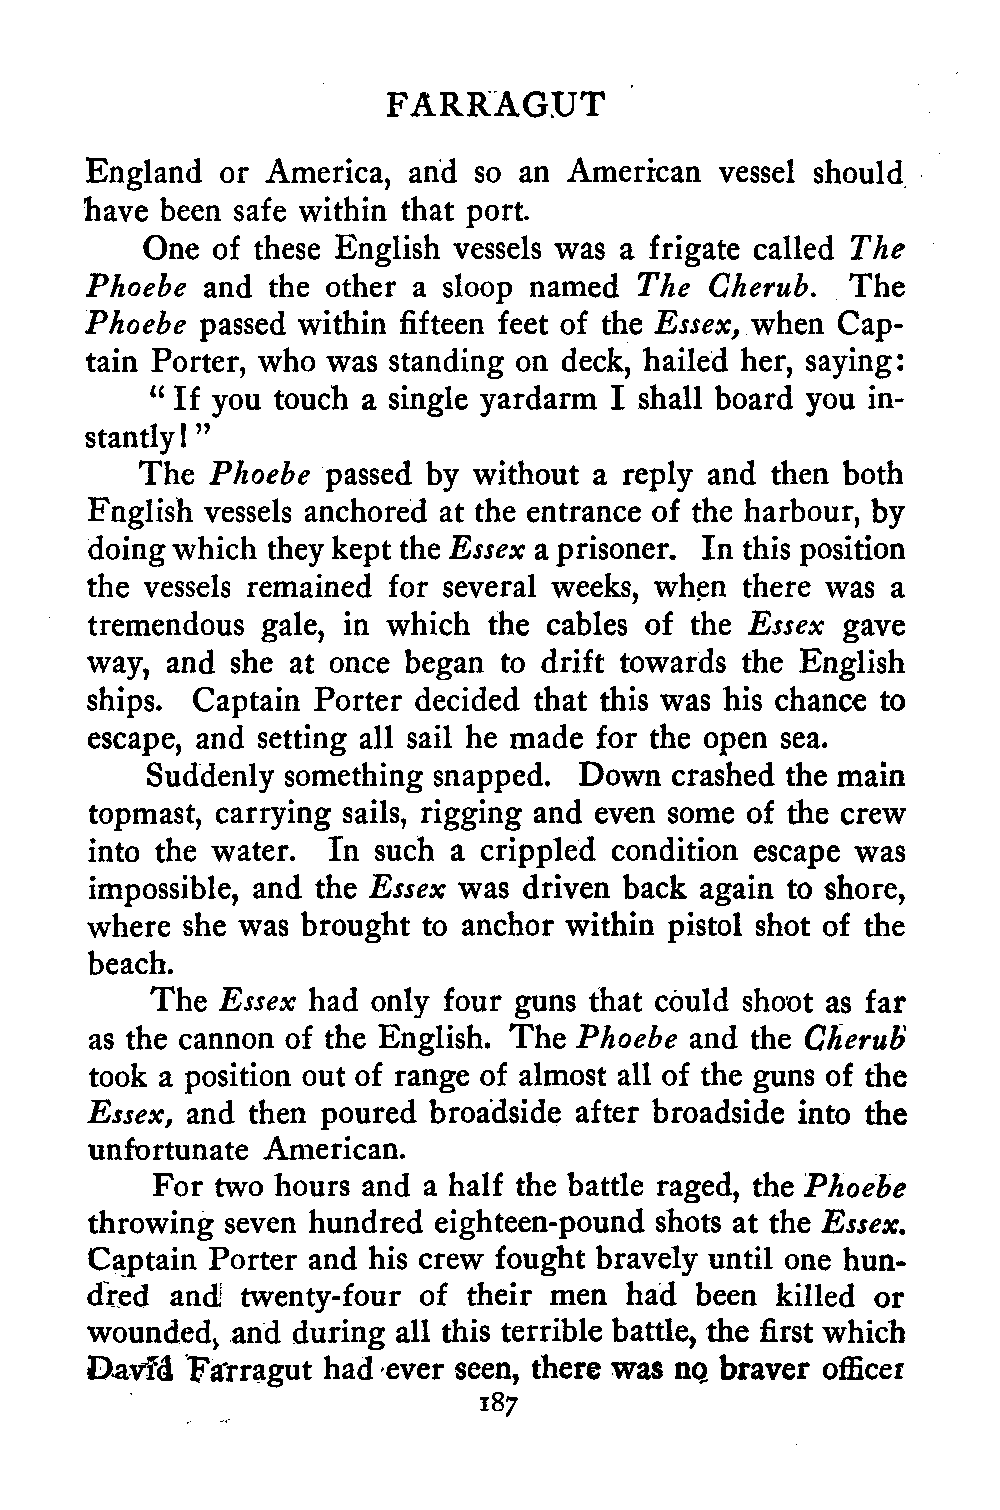 FARRAGUT
England or America, and so an American vessel should
have been safe within that port.
One of these English vessels was a frigate called The
Phoebe and the other a sloop named The Cherub. The
Phoebe passed within fifteen feet of the Essex, when Cap-
tain Porter, who was standing on deck, hailed her, saying:
“ If you touch a single yardarm I shall board you in-
stantly! ”
The Phoebe passed by without a reply and then both
English vessels anchored at the entrance of the harbour, by
doing which they kept the Essex a prisoner. In this position
the vessels remained for several weeks, when there was a
tremendous gale, in which the cables of the Essex gave
way, and she at once began to drift towards the English
ships. Captain Porter decided that this was his chance to
escape, and setting all sail he made for the open sea.
Suddenly something snapped. Down crashed the main
topmast, carrying sails, rigging and even some of the crew
into the water. In such a crippled condition escape was
impossible, and the Essex was driven back again to shore,
where she was brought to anchor within pistol shot of the
beach.
The Essex had only four guns that could shoot as far
as the cannon of the English. The Phoebe and the Cherub
took a position out of range of almost all of the guns of the
Essex, and then poured broadside after broadside into the
unfortunate American.
For two hours and a half the battle raged, the Phoebe
throwing seven hundred eighteen-pound shots at the Essex.
Captain Porter and his crew fought bravely until one hun-
dred and twenty-four of their men had been killed or
wounded, and during all this terrible battle, the first which
David Farragut had ever seen, there was no braver officer
187